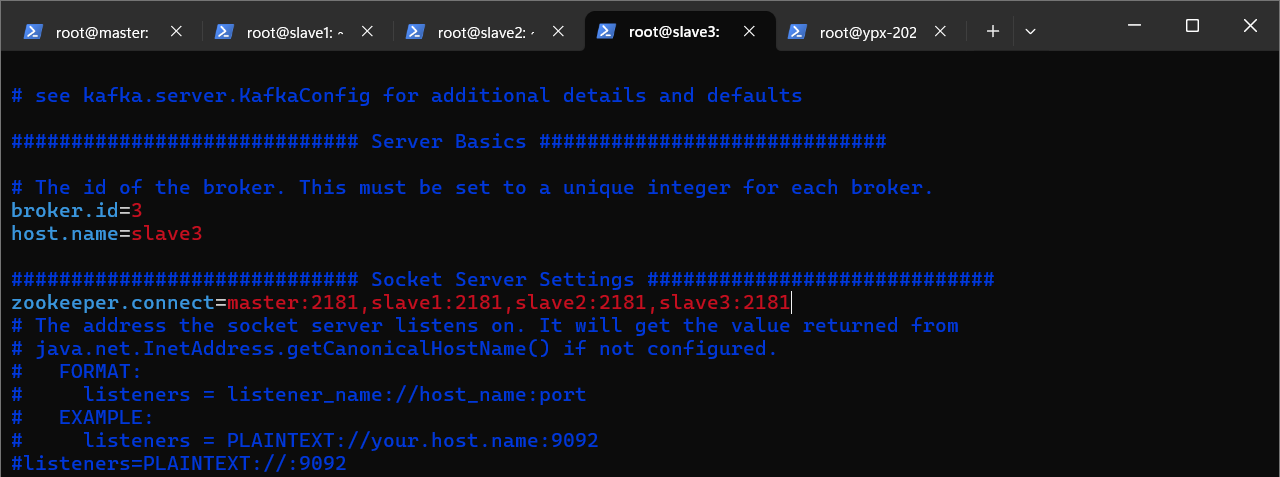 root@master:
root@slave1: ~
root@slave2: ~
root@slave3:
root@ypx-202
# see kafka.server.KafkaConfig for additional details and defaults
############################# Server Basics #############################
# The id of the broker. This must be set to a unique integer for each broker.
broker.id=3
host.name=slave3
############################# Socket Server Settings #############################
zookeeper.connect=master:2181,slave1:2181,slave2:2181,slave3:2181
# The address the socket server listens on. It will get the value returned from
# java.net.InetAddress.getCanonicalHostName() if not configured.
#   FORMAT:
#     listeners = listener_name://host_name:port
#   EXAMPLE:
#     listeners = PLAINTEXT://your.host.name:9092
#listeners=PLAINTEXT://:9092